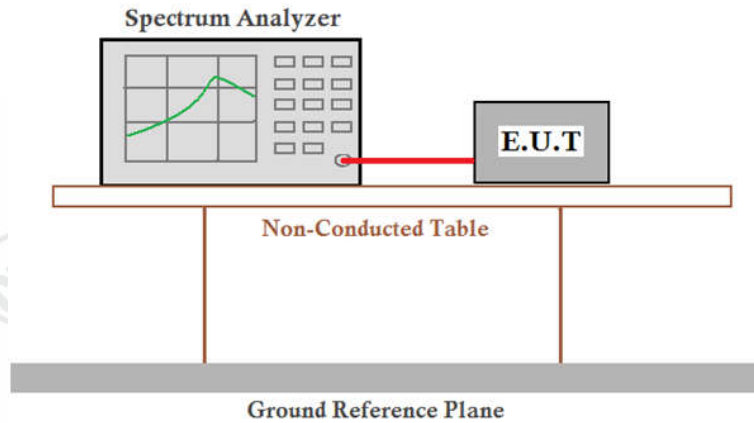 Spectrum Analyzer
E.U.T
Non-Conducted Table
Ground Reference Plane